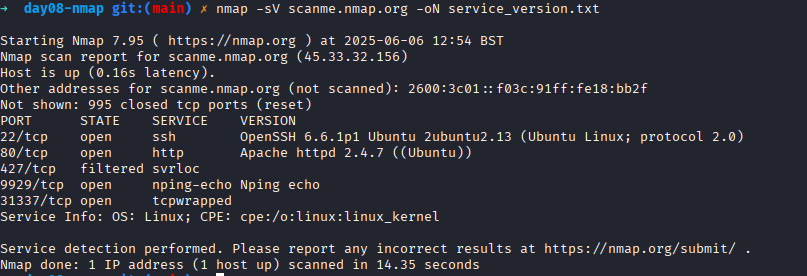 → day08-nmap git:(main) ✗ nmap -sV scanme.nmap.org -oN service_version.txt
Starting Nmap 7.95 ( https://nmap.org ) at 2025-06-06 12:54 BST
Nmap scan report for scanme.nmap.org (45.33.32.156)
Host is up (0.16s latency).
Other addresses for scanme.nmap.org (not scanned): 2600:3c01::f03c:91ff:fe18:bb2f
Not shown: 995 closed tcp ports (reset)
PORT      STATE    SERVICE    VERSION
22/tcp    open     ssh        OpenSSH 6.6.1p1 Ubuntu 2ubuntu2.13 (Ubuntu Linux; protocol 2.0)
80/tcp    open     http       Apache httpd 2.4.7 ((Ubuntu))
427/tcp   filtered svrloc
9929/tcp  open     nping-echo Nping echo
31337/tcp open     tcpwrapped
Service Info: OS: Linux; CPE: cpe:/o:linux:linux_kernel
Service detection performed. Please report any incorrect results at https://nmap.org/submit/ .
Nmap done: 1 IP address (1 host up) scanned in 14.35 seconds